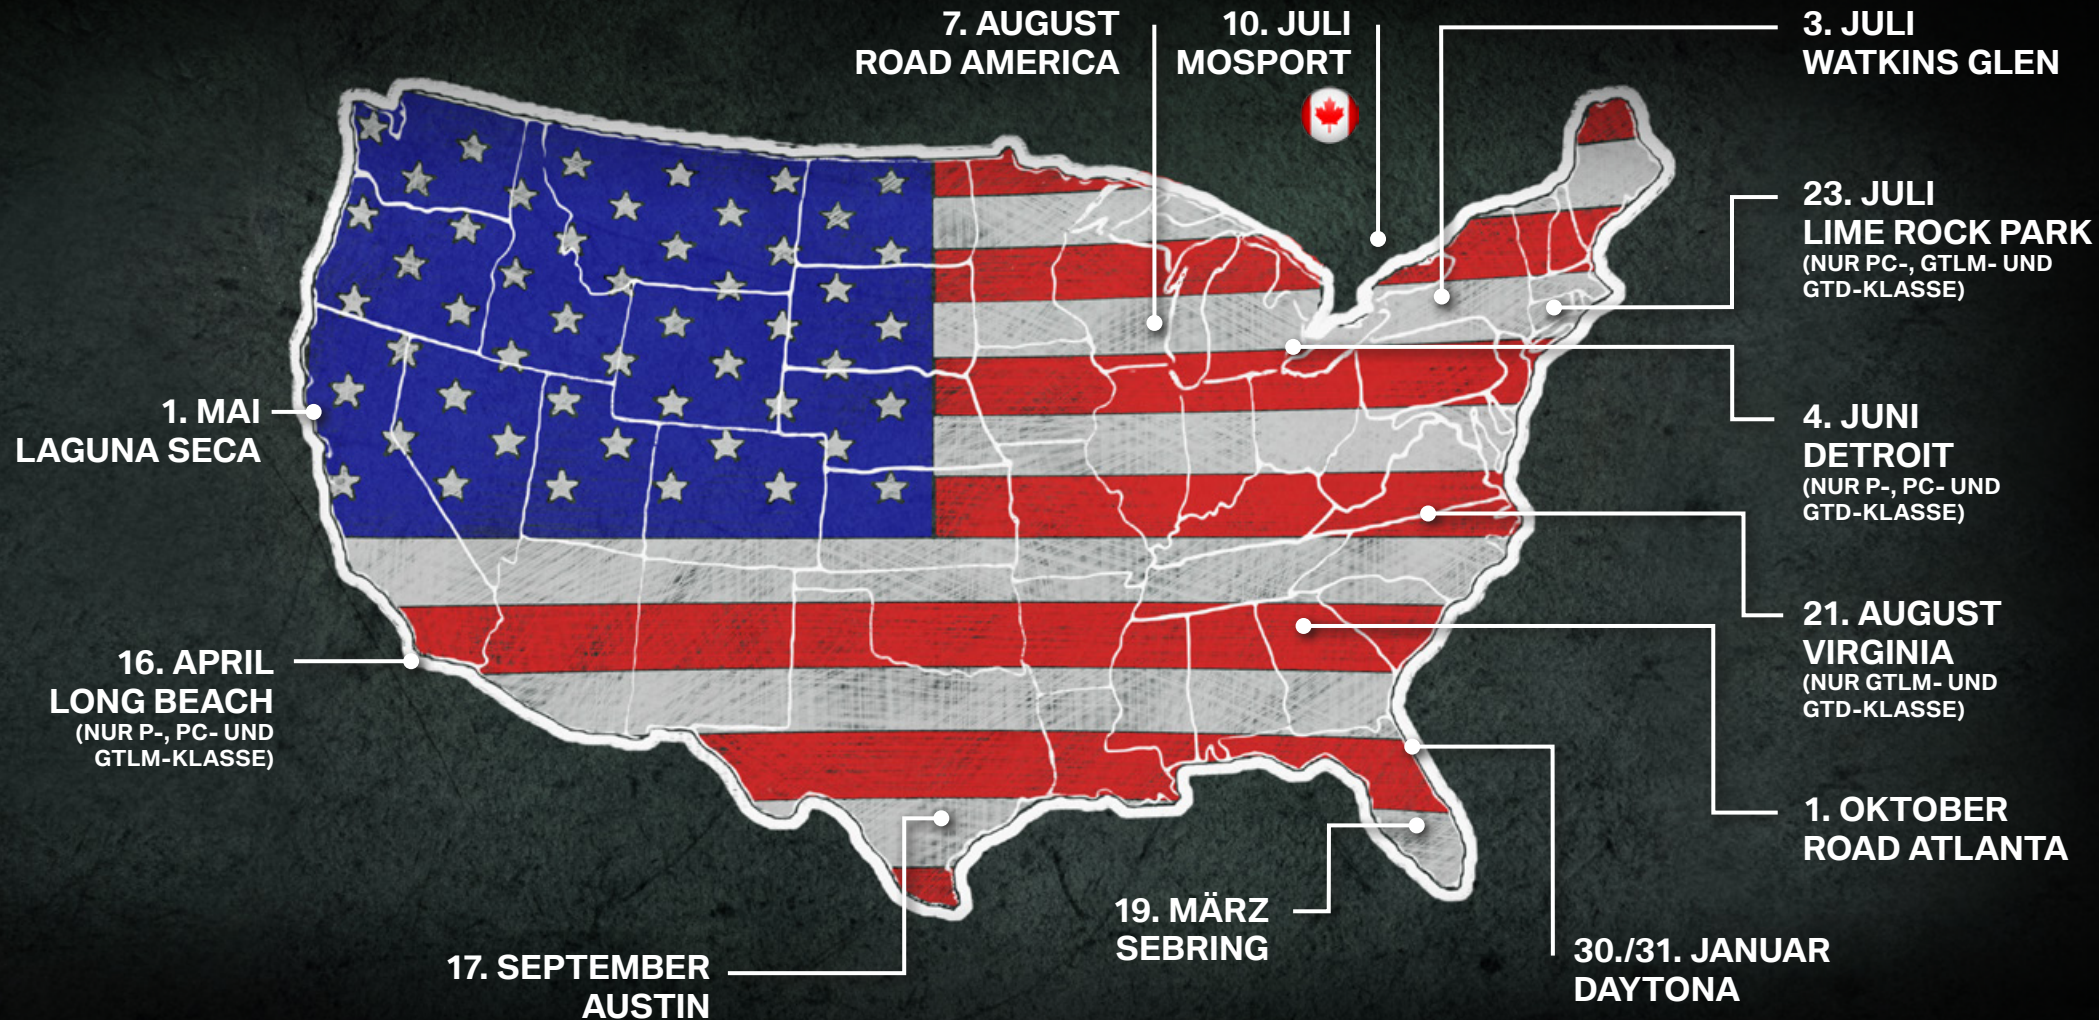 7. AUGUST
ROAD AMERICA
10. JULI
MOSPORT
3. JULI
WATKINS GLEN
23. JULI
LIME ROCK PARK
(NUR PC-, GTLM- UND
GTD-KLASSE)
1. MAI
LAGUNA SECA
4. JUNI
DETROIT
(NUR P-, PC- UND
GTD-KLASSE)
16. APRIL
LONG BEACH
(NUR P-, PC- UND
GTLM-KLASSE)
21. AUGUST
VIRGINIA
(NUR GTLM- UND
GTD-KLASSE)
1. OKTOBER
ROAD ATLANTA
19. MÄRZ
SEBRING
17. SEPTEMBER
AUSTIN
30./31. JANUAR
DAYTONA